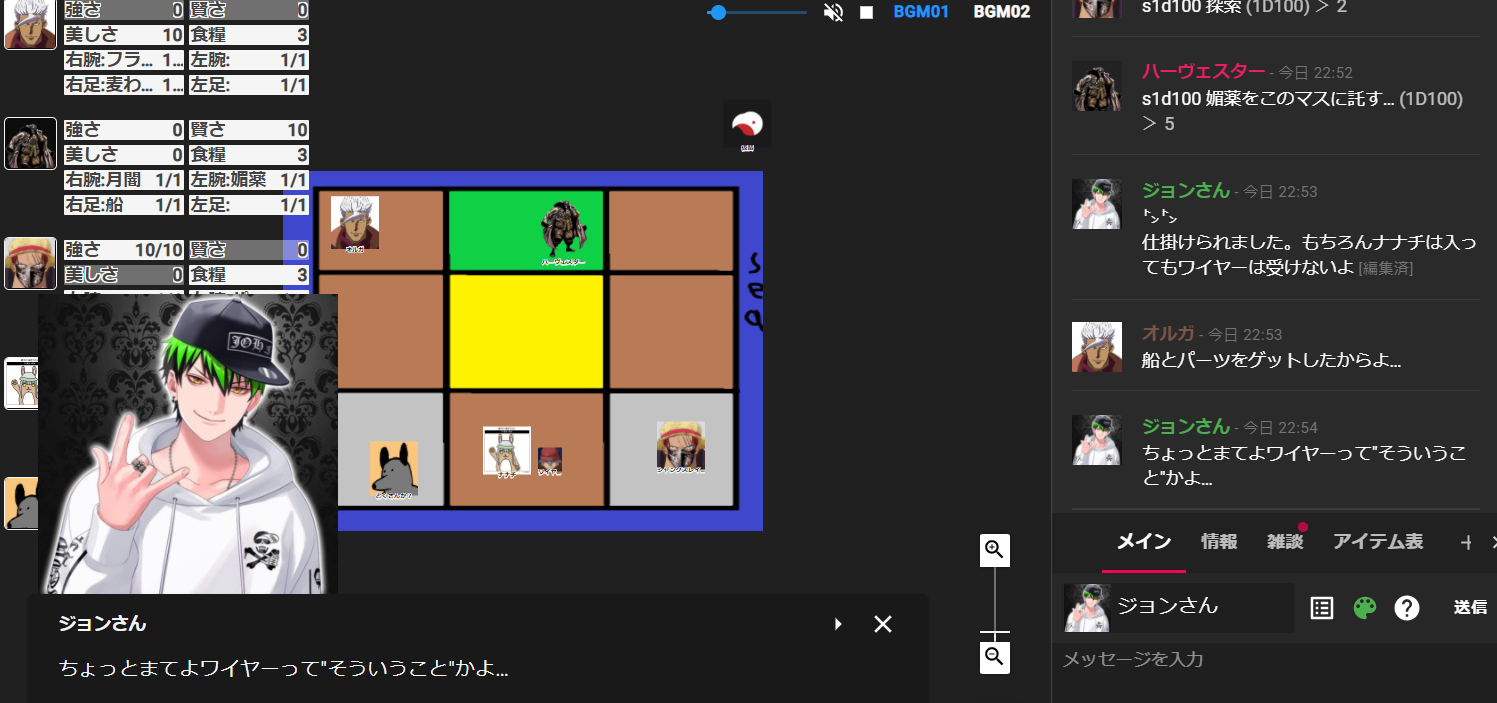 強さ 0 賢さ 0
美しさ 10 食糧 3
右腕:フラ... 1... 左腕: 1/1
右足:麦わ... 1... 左足: 1/1
強さ 0 賢さ 10
美しさ 0 食糧 3
右腕:月闇 1/1 左腕:媚薬 1/1
右足:船 1/1 左足: 1/1
強さ 10/10 賢さ 0
美しさ 0 食糧 3
BGM01 BGM02
オルガ
ハーヴェスター
ナナチ
ジョンさん
ちょっとまてよワイヤーって"そういうこと"かよ...
s1d100 探索 (1D100) ＞ 2
ハーヴェスター - 今日 22:52
s1d100 媚薬をこのマスに託す... (1D100)
＞ 5
ジョンさん - 今日 22:53
仕掛けられました。もちろんナナチは入っ
てもワイヤーは受けないよ [編集済]
オルガ - 今日 22:53
船とパーツをゲットしたからよ...
ジョンさん - 今日 22:54
ちょっとまてよワイヤーって"そういうこ
と"かよ...
メイン 情報 雑談 アイテム表
ジョンさん 送信
メッセージを入力